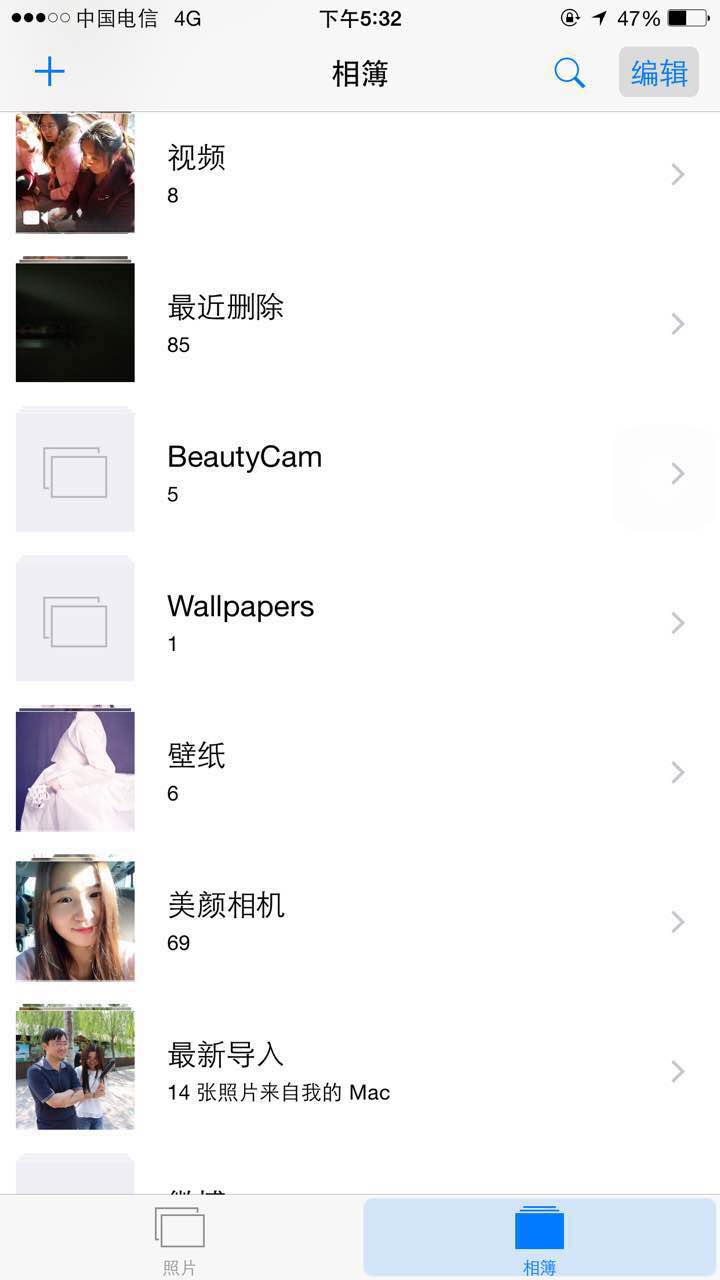 中国电信 4G 下午5:32 47%
相簿 编辑
视频
8
最近删除
85
BeautyCam
5
Wallpapers
1
壁纸
6
美颜相机
69
最新导入
14 张照片来自我的 Mac
照片 相簿